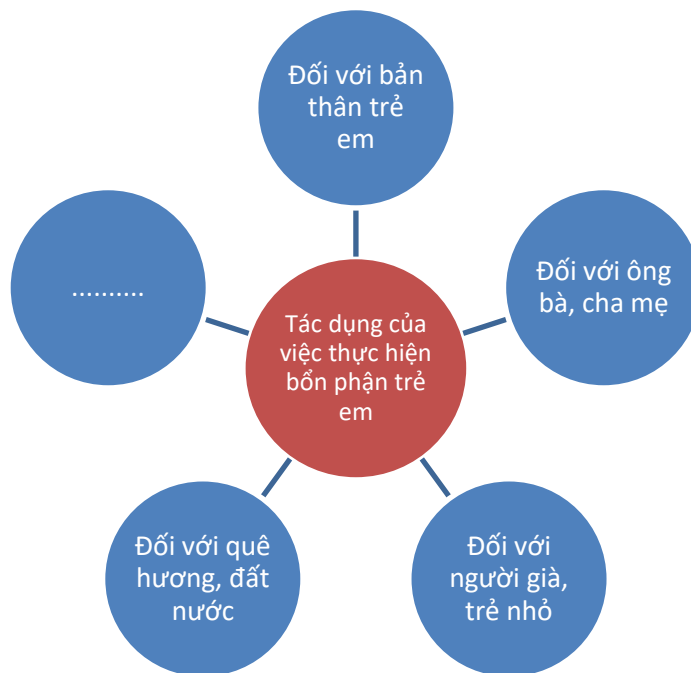 Đối với bản
thân trẻ
em
Đối với ông
bà, cha mẹ
..........
Tác dụng của
việc thực hiện
bổn phận trẻ
em
Đối với quê
hương, đất
nước
Đối với
người già,
trẻ nhỏ